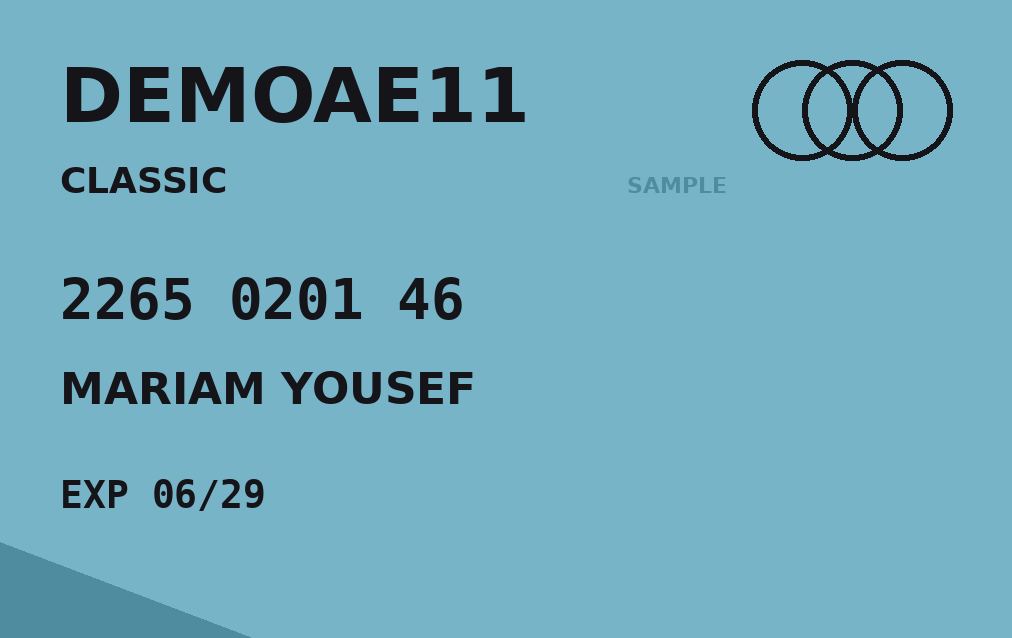 DEMOAE11
CLASSIC
SAMPLE
2265 0201 46
MARIAM YOUSEF
EXP 06/29